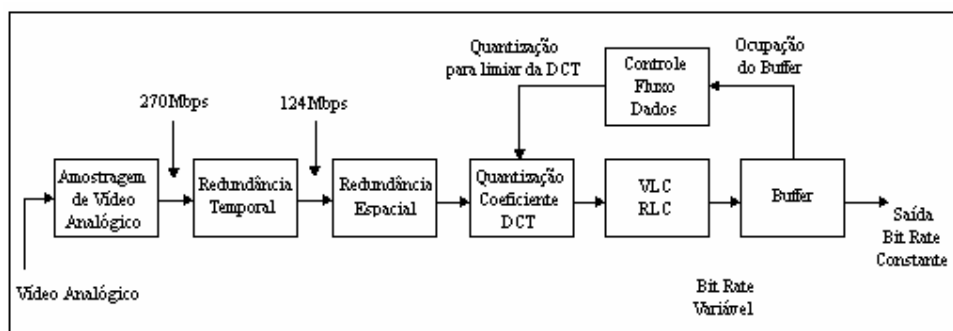 Quantização
para limiar da DCT
Controle
Fluxo
Dados
Ocupação
do Buffer
270Mbps
124Mbps
Amostragem
de Vídeo
Analógico
Redundância
Temporal
Redundância
Espacial
Quantização
Coeficiente
DCT
VLC
RLC
Buffer
Saída
Bit Rate
Constante
Vídeo Analógico
Bit Rate
Variável